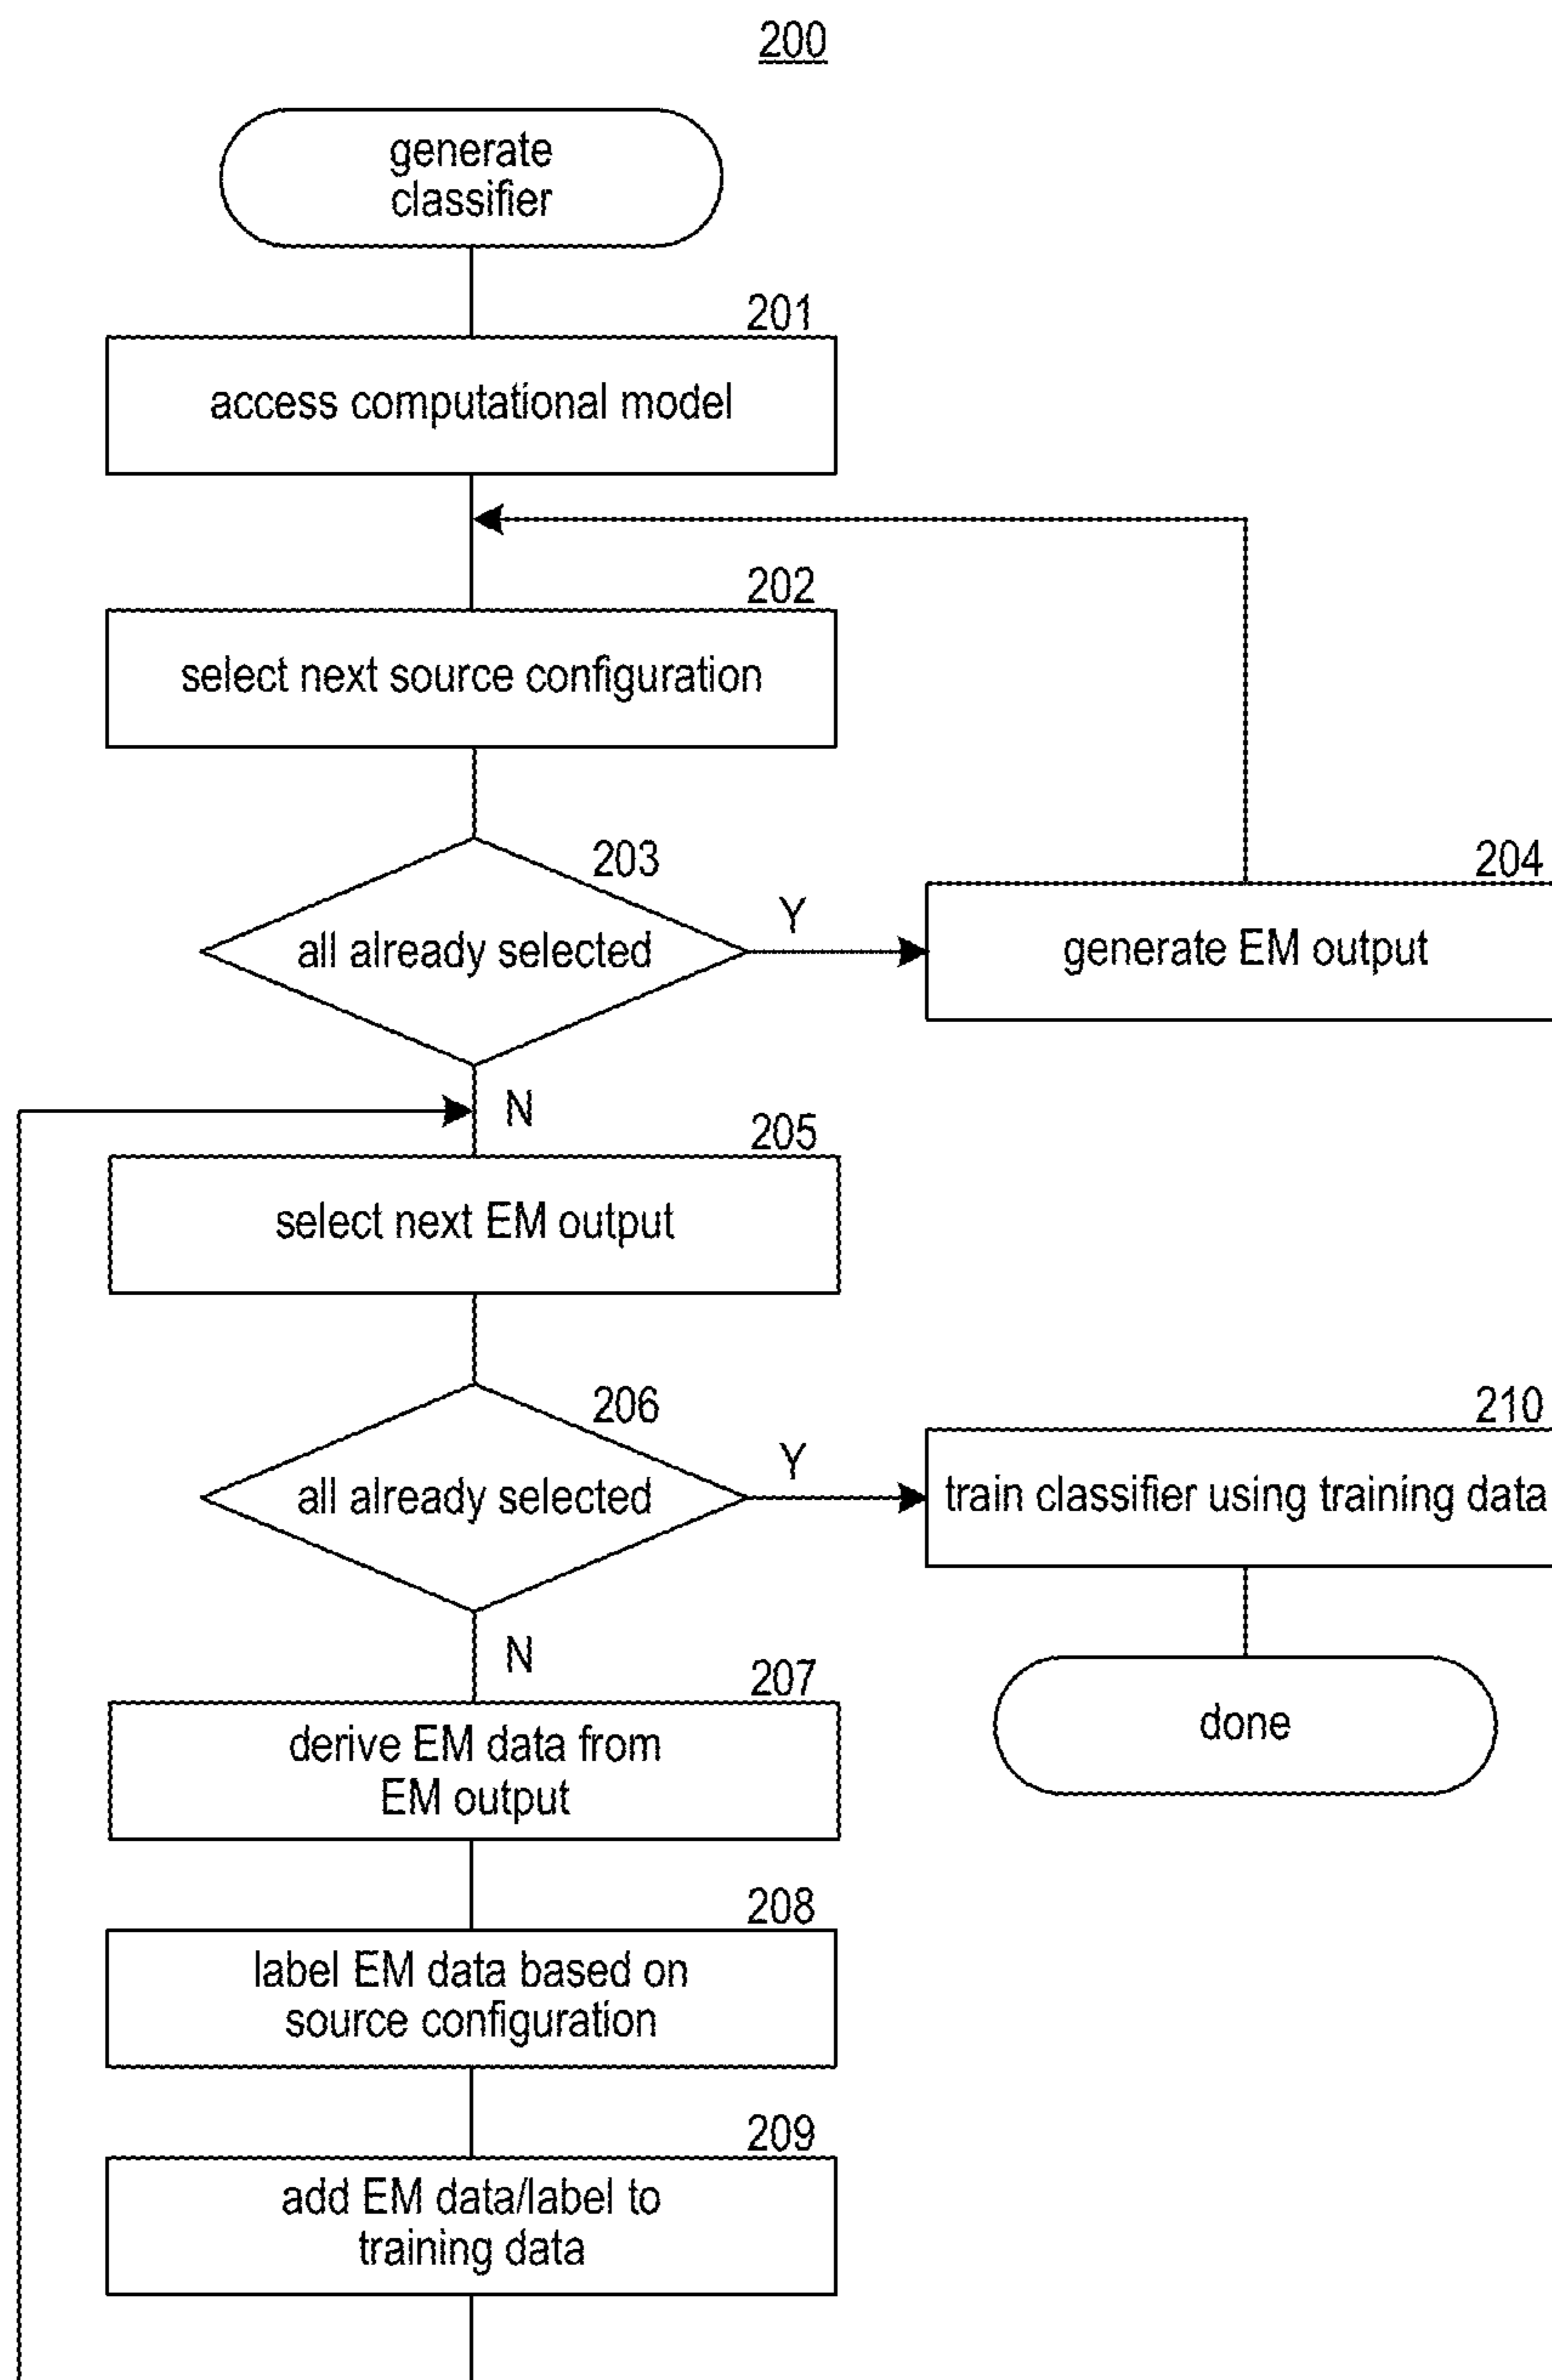 200
generate
classifier
201
access computational model
202
select next source configuration
203
all already selected
Y
204
generate EM output
N
205
select next EM output
206
all already selected
Y
210
train classifier using training data
N
done
207
derive EM data from
EM output
208
label EM data based on
source configuration
209
add EM data/label to
training data